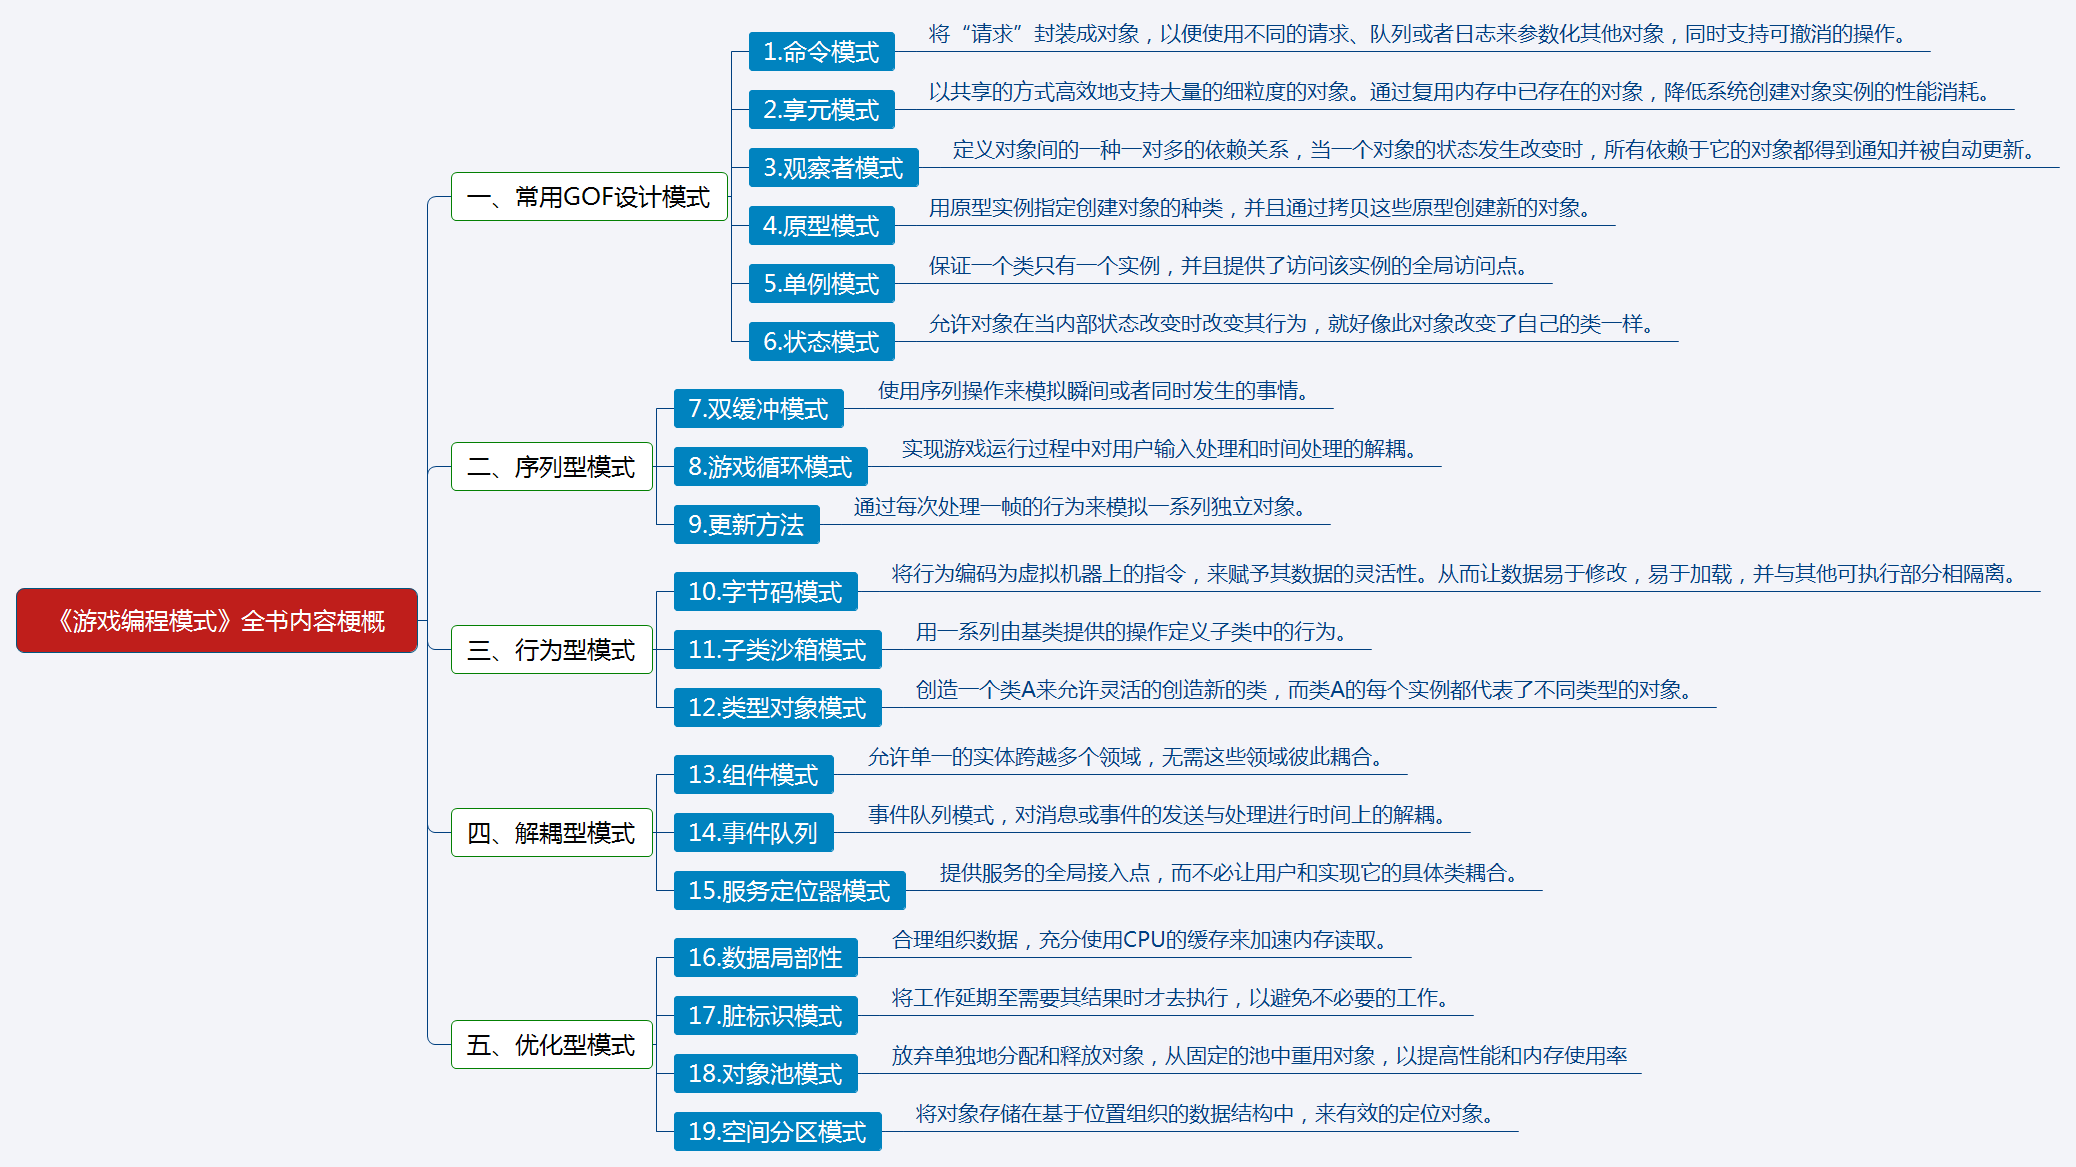 《游戏编程模式》全书内容梗概
一、常用GOF设计模式
1.命令模式
将“请求”封装成对象，以便使用不同的请求、队列或者日志来参数化其他对象，同时支持可撤消的操作。
2.享元模式
以共享的方式高效地支持大量的细粒度的对象。通过复用内存中已存在的对象，降低系统创建对象实例的性能消耗。
3.观察者模式
定义对象间的一种一对多的依赖关系，当一个对象的状态发生改变时，所有依赖于它的对象都得到通知并被自动更新。
4.原型模式
用原型实例指定创建对象的种类，并且通过拷贝这些原型创建新的对象。
5.单例模式
保证一个类只有一个实例，并且提供了访问该实例的全局访问点。
6.状态模式
允许对象在当内部状态改变时改变其行为，就好像此对象改变了自己的类一样。
二、序列型模式
7.双缓冲模式
使用序列操作来模拟瞬间或者同时发生的事情。
8.游戏循环模式
实现游戏运行过程中对用户输入处理和时间处理的解耦。
9.更新方法
通过每次处理一帧的行为来模拟一系列独立对象。
三、行为型模式
10.字节码模式
将行为编码为虚拟机器上的指令，来赋予其数据的灵活性。从而让数据易于修改，易于加载，并与其他可执行部分相隔离。
11.子类沙箱模式
用一系列由基类提供的操作定义子类中的行为。
12.类型对象模式
创造一个类A来允许灵活的创造新的类，而类A的每个实例都代表了不同类型的对象。
四、解耦型模式
13.组件模式
允许单一的实体跨越多个领域，无需这些领域彼此耦合。
14.事件队列
事件队列模式，对消息或事件的发送与处理进行时间上的解耦。
15.服务定位器模式
提供服务的全局接入点，而不必让用户和实现它的具体类耦合。
五、优化型模式
16.数据局部性
合理组织数据，充分使用CPU的缓存来加速内存读取。
17.脏标识模式
将工作延期至需要其结果时才去执行，以避免不必要的工作。
18.对象池模式
放弃单独地分配和释放对象，从固定的池中重用对象，以提高性能和内存使用率
19.空间分区模式
将对象存储在基于位置组织的数据结构中，来有效的定位对象。